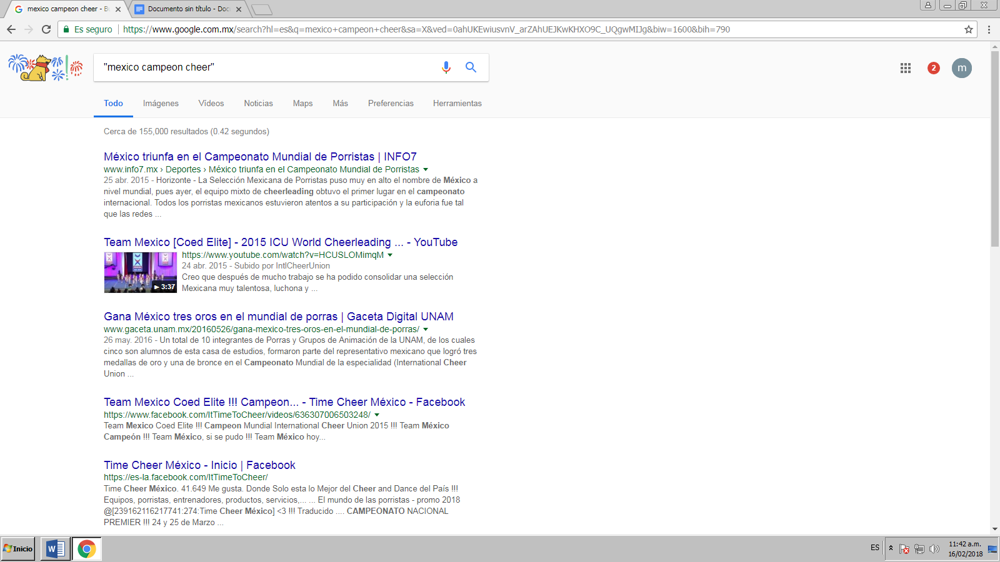 mexico campeon cheer - B
Documento sin título - Doc
Es seguro
https://www.google.com.mx/search?hl=es&q=mexico+campeon+cheer&sa=X&ved=0ahUKEwiusvnV_arZAhUEJKwKHXO9C_UQgwMIJg&biw=1600&bih=790
"mexico campeon cheer"
2
m
Todo Imágenes Vídeos Noticias Maps Más Preferencias Herramientas
Cerca de 155,000 resultados (0.42 segundos)
México triunfa en el Campeonato Mundial de Porristas | INFO7
www.info7.mx › Deportes › México triunfa en el Campeonato Mundial de Porristas
25 abr. 2015 - Horizonte - La Selección Mexicana de Porristas puso muy en alto el nombre de México a
nivel mundial, pues ayer, el equipo mixto de cheerleading obtuvo el primer lugar en el campeonato
internacional. Todos los porristas mexicanos estuvieron atentos a su participación y la euforia fue tal
que las redes ...
Team Mexico [Coed Elite] - 2015 ICU World Cheerleading ... - YouTube
https://www.youtube.com/watch?v=HCUSLOMimqM
24 abr. 2015 - Subido por IntlCheerUnion
Creo que después de mucho trabajo se ha podido consolidar una selección
Mexicana muy talentosa, luchona y ...
3:37
Gana México tres oros en el mundial de porras | Gaceta Digital UNAM
www.gaceta.unam.mx/20160526/gana-mexico-tres-oros-en-el-mundial-de-porras/
26 may. 2016 - Un total de 10 integrantes de Porras y Grupos de Animación de la UNAM, de los cuales
cinco son alumnos de esta casa de estudios, formaron parte del representativo mexicano que logró tres
medallas de oro y una de bronce en el Campeonato Mundial de la especialidad (International Cheer
Union ...
Team Mexico Coed Elite !!! Campeon... - Time Cheer México - Facebook
https://www.facebook.com/ItTimeToCheer/videos/636307006503248/
Team Mexico Coed Elite !!! Campeon Mundial International Cheer Union 2015 !!! Team México
Campeón !!! Team México, si se pudo !!! Team México hoy...
Time Cheer México - Inicio | Facebook
https://es-la.facebook.com/ItTimeToCheer/
Time Cheer México. 41.649 Me gusta. Donde Solo esta lo Mejor del Cheer and Dance del País !!!
Equipos, porristas, entrenadores, productos, servicios,... ... El mundo de las porristas - promo 2018
@[239162116217741:274:Time Cheer México] <3 !!! Traducido .... CAMPEONATO NACIONAL
PREMIER !!! 24 y 25 de Marzo ...
Inicio
ES
11:42 a.m.
16/02/2018